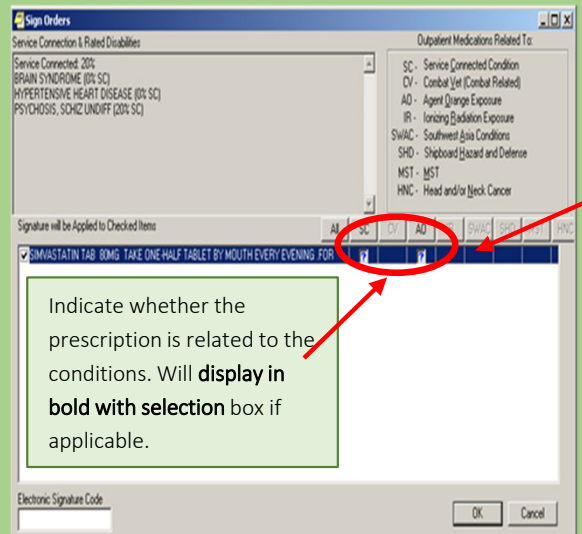 Sign Orders
Service Connection & Rated Disabilities
Service Connected: 20%
BRAIN SYNDROME (0% SC)
HYPERTENSIVE HEART DISEASE (0% SC)
PSYCHOSIS, SCHIZ UNDIFF (20% SC)
Outpatient Medications Related To:
SC - Service Connected Condition
CV - Combat Vet (Combat Related)
AO - Agent Orange Exposure
IR - Ionizing Radiation Exposure
SWAC - Southwest Asia Conditions
SHD - Shipboard Hazard and Defense
MST - MST
HNC - Head and/or Neck Cancer
Signature will be Applied to Checked Items
All SC CV AO IR SWAC SHD MST HNC
SIMVASTATIN TAB 80MG TAKE ONE-HALF TABLET BY MOUTH EVERY EVENING .FOR ? ?
Indicate whether the
prescription is related to the
conditions. Will display in
bold with selection box if
applicable.
Electronic Signature Code
OK Cancel